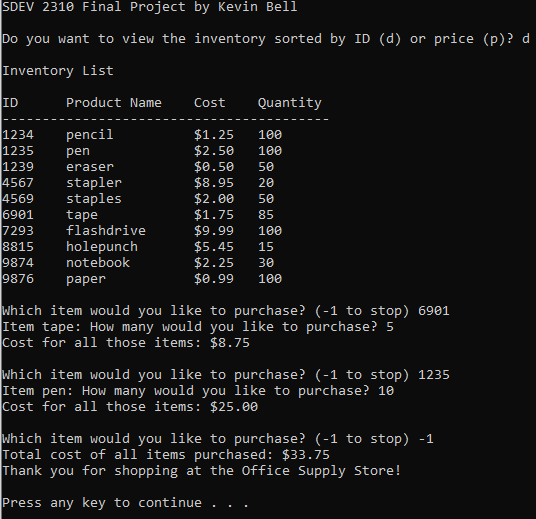 SDEV 2310 Final Project by Kevin Bell
Do you want to view the inventory sorted by ID (d) or price (p)? d
Inventory List
ID      Product Name    Cost    Quantity
-----------------------------------------
1234    pencil          $1.25   100
1235    pen             $2.50   100
1239    eraser          $0.50   50
4567    stapler         $8.95   20
4569    staples         $2.00   50
6901    tape            $1.75   85
7293    flashdrive      $9.99   100
8815    holepunch       $5.45   15
9874    notebook        $2.25   30
9876    paper           $0.99   100
Which item would you like to purchase? (-1 to stop) 6901
Item tape: How many would you like to purchase? 5
Cost for all those items: $8.75
Which item would you like to purchase? (-1 to stop) 1235
Item pen: How many would you like to purchase? 10
Cost for all those items: $25.00
Which item would you like to purchase? (-1 to stop) -1
Total cost of all items purchased: $33.75
Thank you for shopping at the Office Supply Store!
Press any key to continue . . .